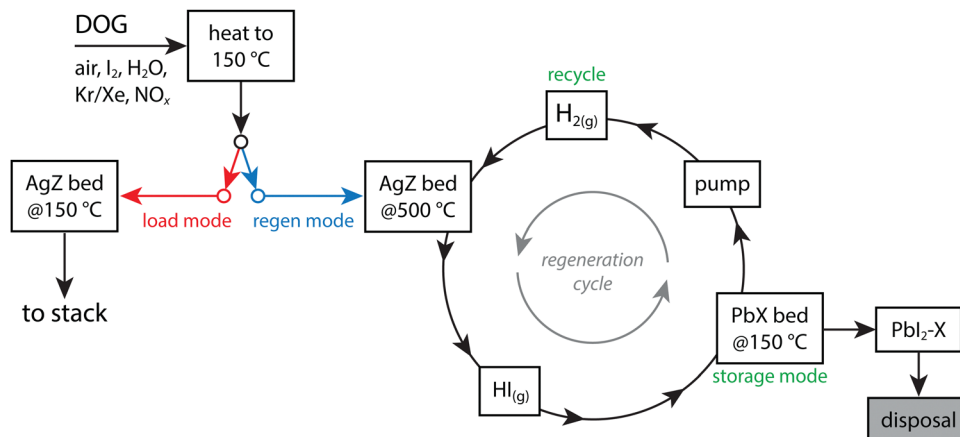 DOG
air, I₂, H₂O,
Kr/Xe, NOₓ
heat to
150 °C
AgZ bed
@150 °C
load mode
to stack
regen mode
AgZ bed
@500 °C
recycle
H₂₍g₎
pump
regeneration
cycle
HI₍g₎
PbX bed
@150 °C
storage mode
PbI₂-X
disposal